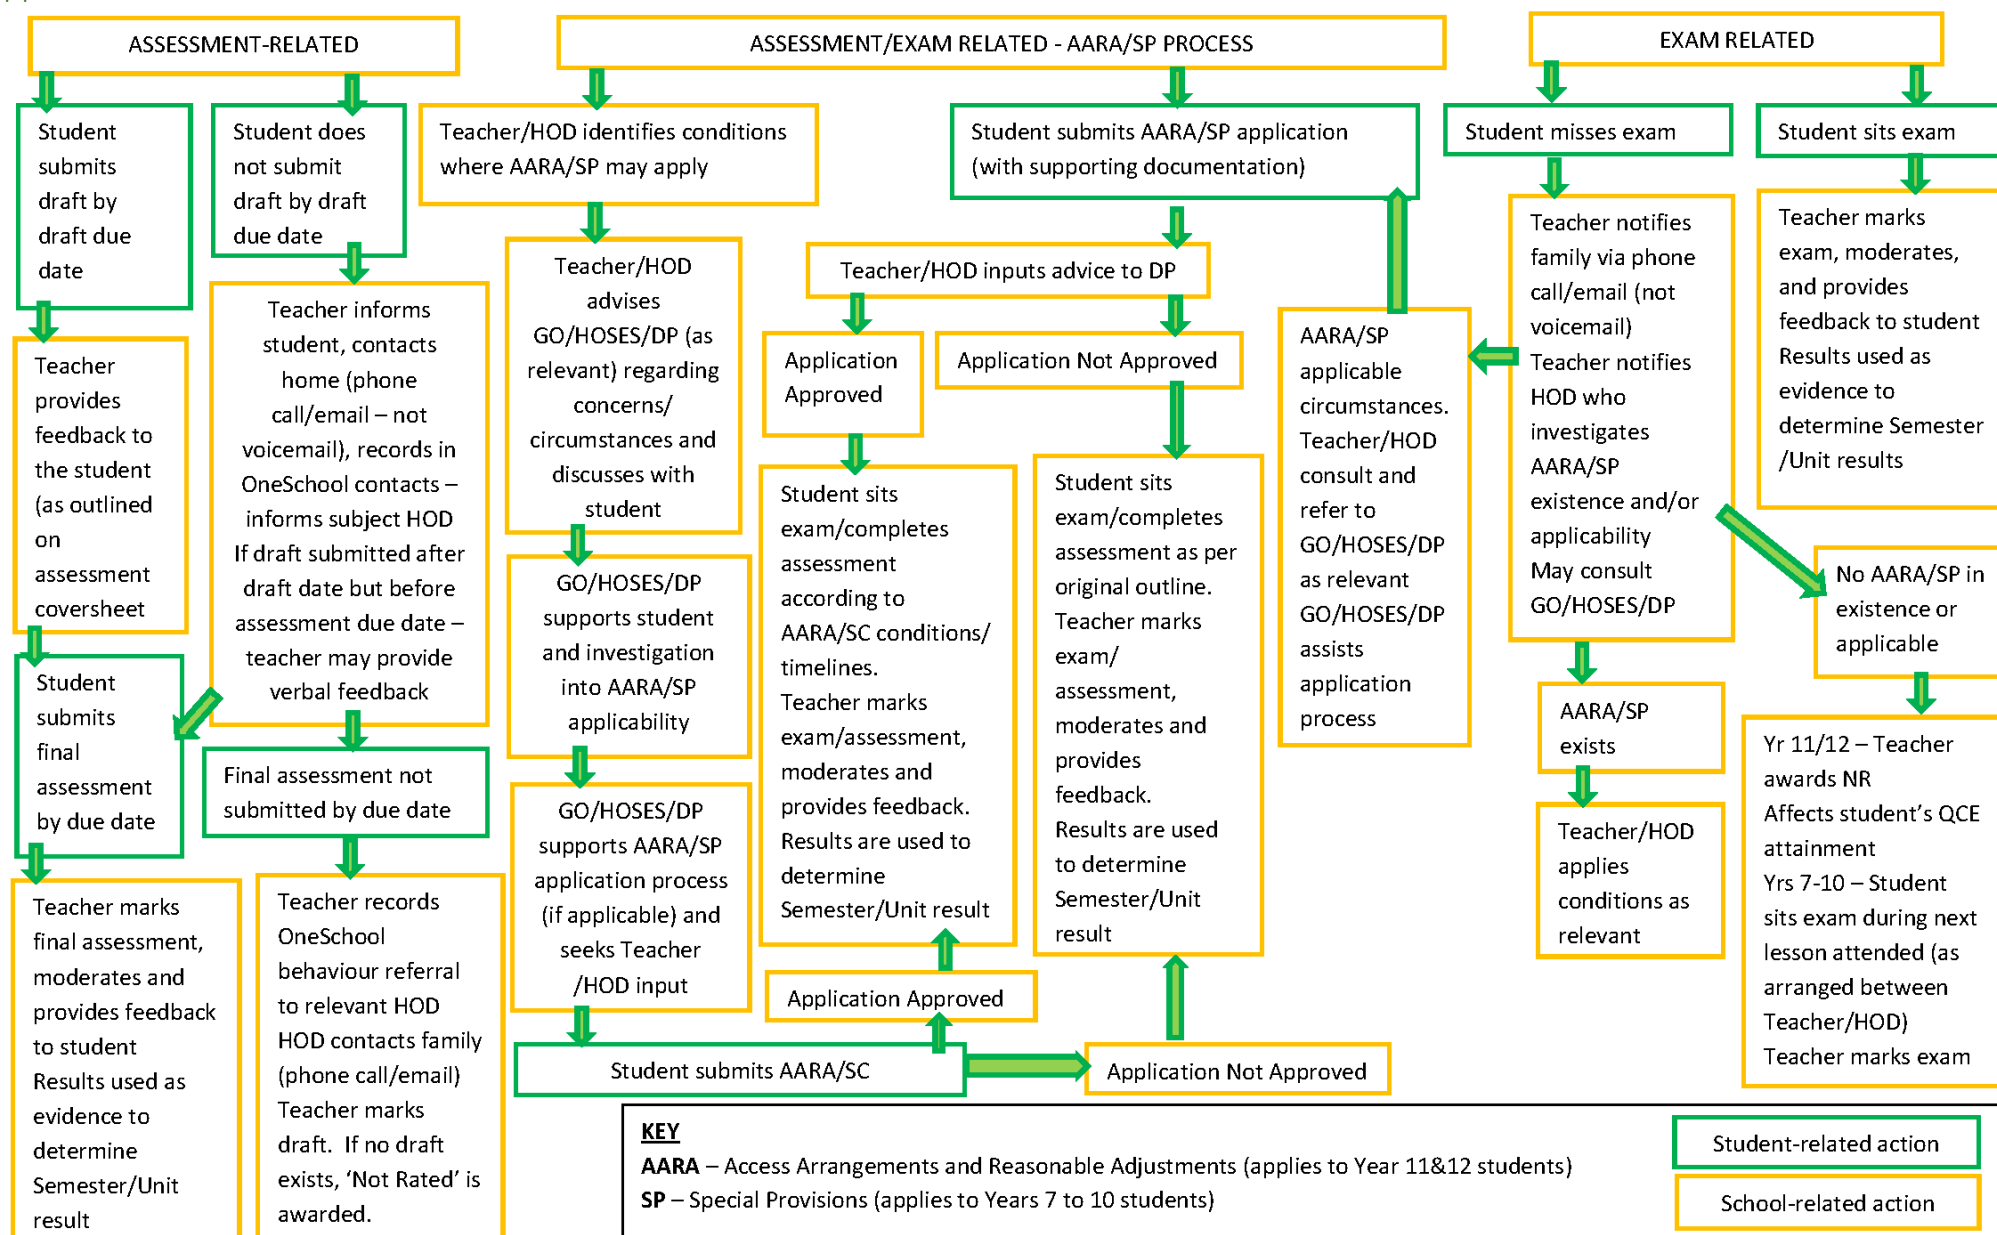 ASSESSMENT-RELATED
ASSESSMENT/EXAM RELATED - AARA/SP PROCESS
EXAM RELATED
Student
submits
draft by
draft due
date
Student does
not submit
draft by draft
due date
Teacher/HOD identifies conditions
where AARA/SP may apply
Student submits AARA/SP application
(with supporting documentation)
Student misses exam
Student sits exam
Teacher
provides
feedback to
the student
(as outlined
on
assessment
coversheet
Teacher informs
student, contacts
home (phone
call/email – not
voicemail), records in
OneSchool contacts –
informs subject HOD
If draft submitted after
draft date but before
assessment due date –
teacher may provide
verbal feedback
Teacher/HOD
advises
GO/HOSES/DP (as
relevant) regarding
concerns/
circumstances and
discusses with
student
Teacher/HOD inputs advice to DP
Application
Approved
Application Not Approved
AARA/SP
applicable
circumstances.
Teacher/HOD
consult and
refer to
GO/HOSES/DP
as relevant
GO/HOSES/DP
assists
application
process
Teacher notifies
family via phone
call/email (not
voicemail)
Teacher notifies
HOD who
investigates
AARA/SP
existence and/or
applicability
May consult
GO/HOSES/DP
Teacher marks
exam, moderates,
and provides
feedback to student
Results used as
evidence to
determine Semester
/Unit results
Student
submits
final
assessment
by due date
Final assessment not
submitted by due date
GO/HOSES/DP
supports student
and investigation
into AARA/SP
applicability
Student sits
exam/completes
assessment
according to
AARA/SC conditions/
timelines.
Teacher marks
exam/assessment,
moderates and
provides feedback.
Results are used to
determine
Semester/Unit result
Student sits
exam/completes
assessment as per
original outline.
Teacher marks
exam/
assessment,
moderates and
provides
feedback.
Results are used
to determine
Semester/Unit
result
No AARA/SP in
existence or
applicable
AARA/SP
exists
Teacher marks
final assessment,
moderates and
provides feedback
to student
Results used as
evidence to
determine
Semester/Unit
result
Teacher records
OneSchool
behaviour referral
to relevant HOD
HOD contacts family
(phone call/email)
Teacher marks
draft.  If no draft
exists, ‘Not Rated’ is
awarded.
GO/HOSES/DP
supports AARA/SP
application process
(if applicable) and
seeks Teacher
/HOD input
Application Approved
Teacher/HOD
applies
conditions as
relevant
Yr 11/12 – Teacher
awards NR
Affects student’s QCE
attainment
Yrs 7-10 – Student
sits exam during next
lesson attended (as
arranged between
Teacher/HOD)
Teacher marks exam
Student submits AARA/SC
Application Not Approved
KEY
AARA – Access Arrangements and Reasonable Adjustments (applies to Year 11&12 students)
SP – Special Provisions (applies to Years 7 to 10 students)
Student-related action
School-related action